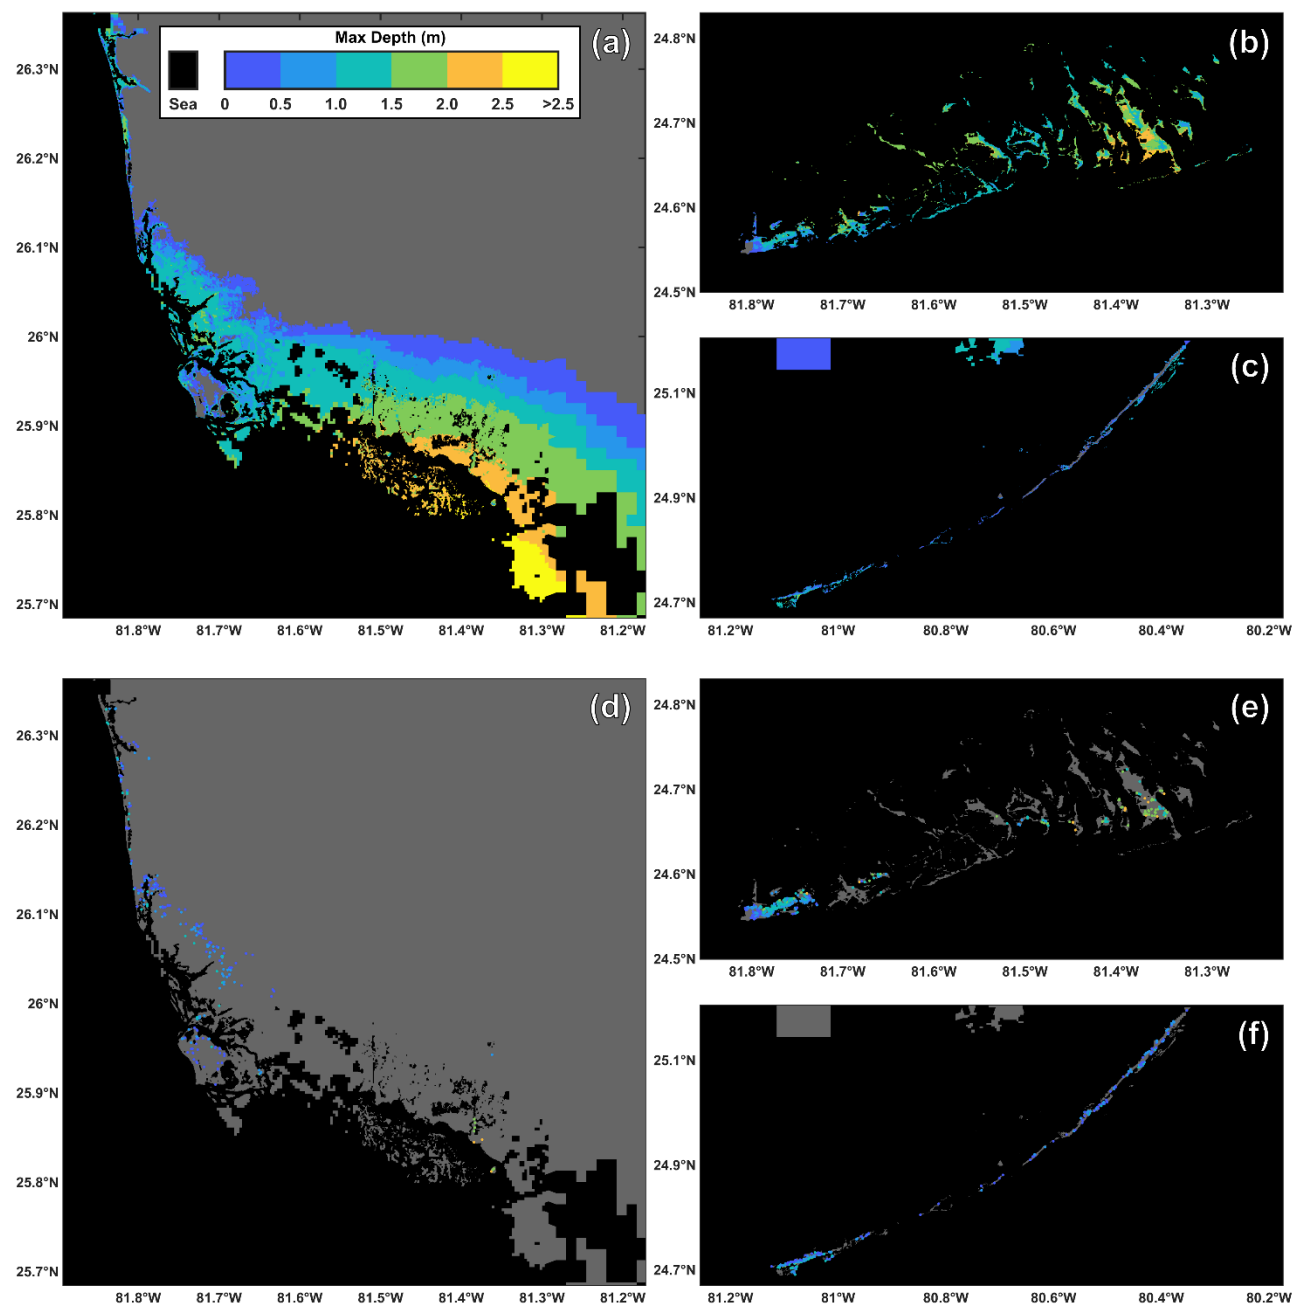 Max Depth (m)
Sea
0 0.5 1.0 1.5 2.0 2.5 >2.5
(a)
26.3°N
26.2°N
26.1°N
26°N
25.9°N
25.8°N
25.7°N
81.8°W 81.7°W 81.6°W 81.5°W 81.4°W 81.3°W 81.2°W
(b)
24.8°N
24.7°N
24.6°N
24.5°N
81.8°W 81.7°W 81.6°W 81.5°W 81.4°W 81.3°W
(c)
25.1°N
24.9°N
24.7°N
81.2°W 81°W 80.8°W 80.6°W 80.4°W 80.2°W
(d)
26.3°N
26.2°N
26.1°N
26°N
25.9°N
25.8°N
25.7°N
81.8°W 81.7°W 81.6°W 81.5°W 81.4°W 81.3°W 81.2°W
(e)
24.8°N
24.7°N
24.6°N
24.5°N
81.8°W 81.7°W 81.6°W 81.5°W 81.4°W 81.3°W
(f)
25.1°N
24.9°N
24.7°N
81.2°W 81°W 80.8°W 80.6°W 80.4°W 80.2°W